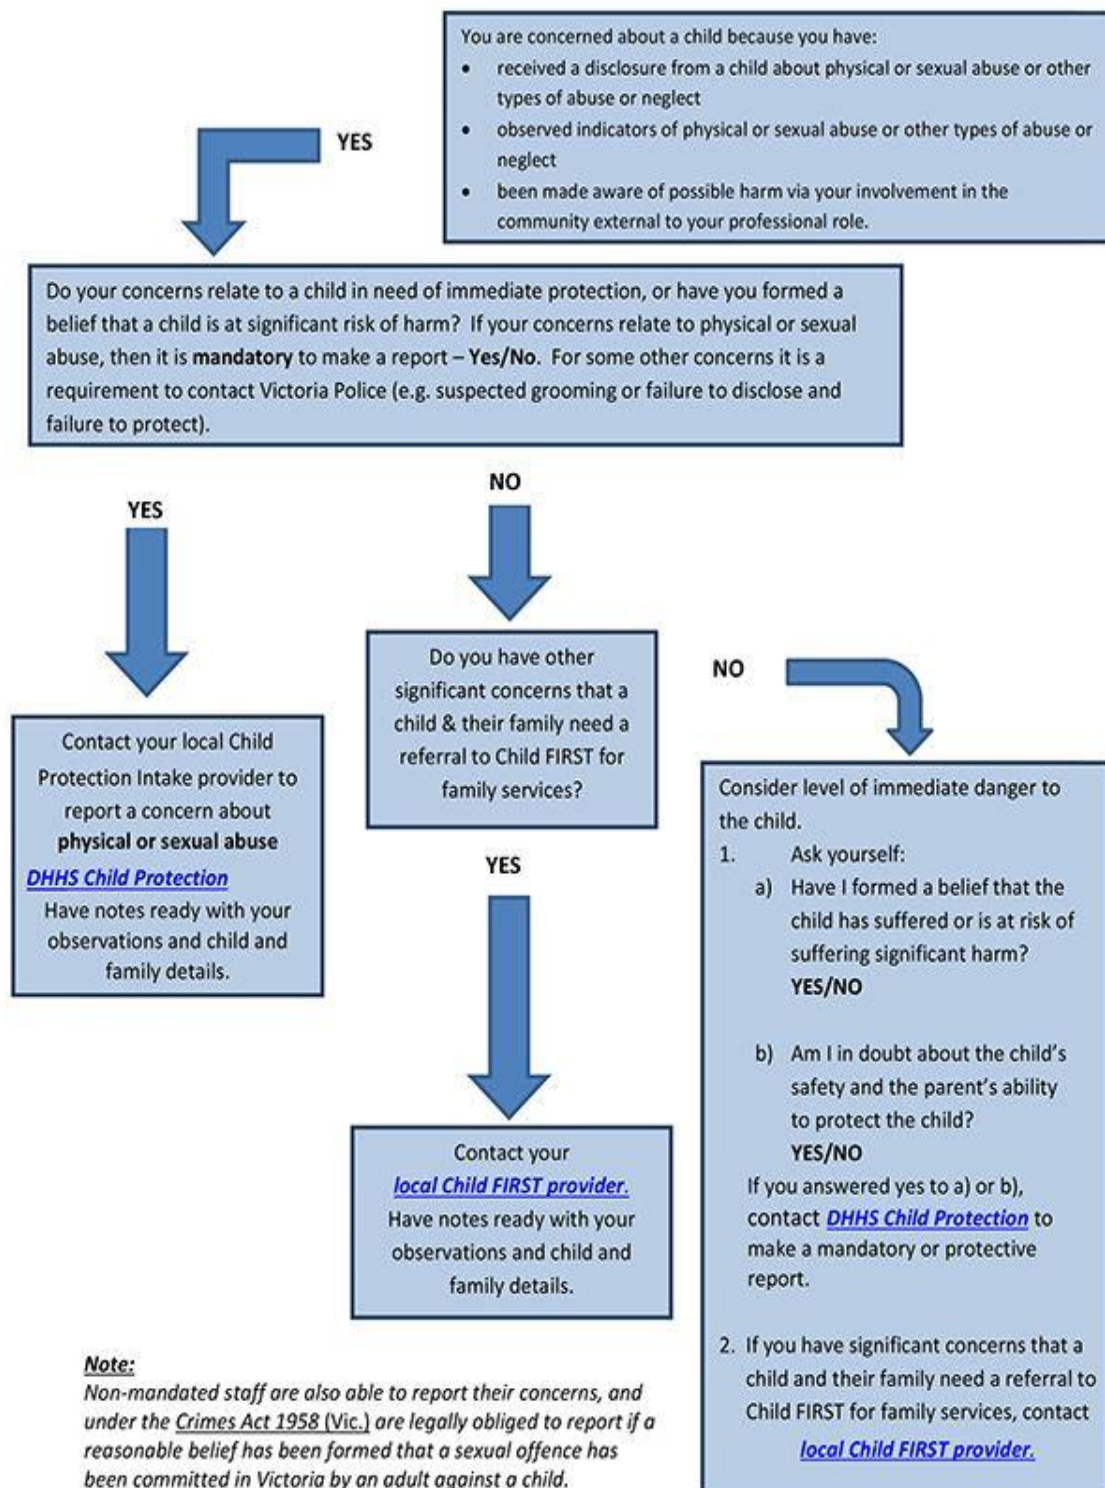 You are concerned about a child because you have:
• received a disclosure from a child about physical or sexual abuse or other
types of abuse or neglect
• observed indicators of physical or sexual abuse or other types of abuse or
neglect
• been made aware of possible harm via your involvement in the
community external to your professional role.
YES
Do your concerns relate to a child in need of immediate protection, or have you formed a
belief that a child is at significant risk of harm? If your concerns relate to physical or sexual
abuse, then it is mandatory to make a report – Yes/No. For some other concerns it is a
requirement to contact Victoria Police (e.g. suspected grooming or failure to disclose and
failure to protect).
YES
NO
Contact your local Child
Protection Intake provider to
report a concern about
physical or sexual abuse
DHHS Child Protection
Have notes ready with your
observations and child and
family details.
Do you have other
significant concerns that a
child & their family need a
referral to Child FIRST for
family services?
YES
NO
Contact your
local Child FIRST provider.
Have notes ready with your
observations and child and
family details.
Consider level of immediate danger to
the child.
1. Ask yourself:
a) Have I formed a belief that the
child has suffered or is at risk of
suffering significant harm?
YES/NO
b) Am I in doubt about the child's
safety and the parent's ability
to protect the child?
YES/NO
If you answered yes to a) or b),
contact DHHS Child Protection to
make a mandatory or protective
report.
2. If you have significant concerns that a
child and their family need a referral to
Child FIRST for family services, contact
local Child FIRST provider.
Note:
Non-mandated staff are also able to report their concerns, and
under the Crimes Act 1958 (Vic.) are legally obliged to report if a
reasonable belief has been formed that a sexual offence has
been committed in Victoria by an adult against a child.